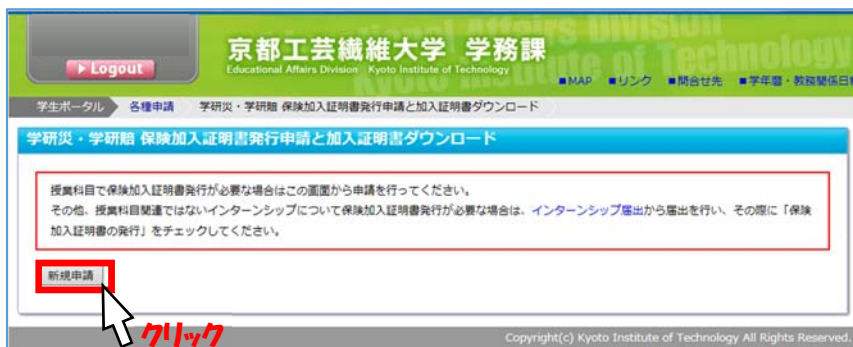 Logout
京都工芸繊維大学 学務課
Educational Affairs Division Kyoto Institute of Technology
■MAP ■リンク ■問合せ先 ■学年暦・教務関係日
学生ポータル 各種申請 学研災・学研賠 保険加入証明書発行申請と加入証明書ダウンロード
学研災・学研賠 保険加入証明書発行申請と加入証明書ダウンロード
授業科目で保険加入証明書発行が必要な場合はこの画面から申請を行ってください。
その他、授業科目関連ではないインターンシップについて保険加入証明書発行が必要な場合は、インターンシップ届出から届出を行い、その際に「保険
加入証明書の発行」をチェックしてください。
新規申請
クリック
Copyright(c) Kyoto Institute of Technology All Rights Reserved.